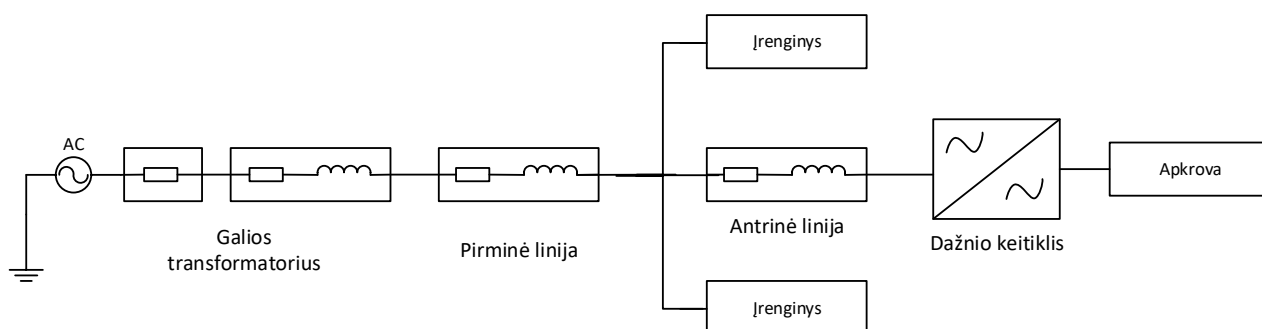 Įrenginys
AC
Apkrova
Galios
transformatorius
Pirminė linija
Antrinė linija
Dažnio keitiklis
Įrenginys